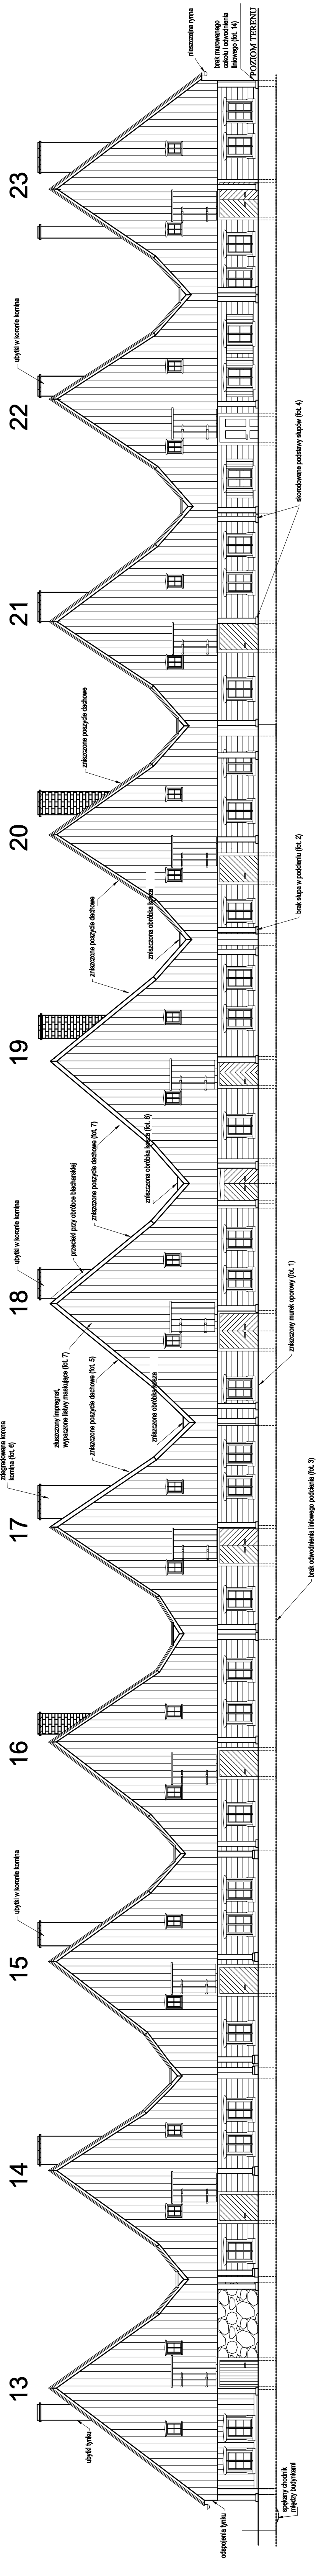 13 14 15 16 17 18 19 20 21 22 23
ubytki tynku
odspojenia tynku
spękany chodnik
między budynkami
ubytki w koronie komina
zdegradowana korona
komina (fot. 6)
złuszczony impregnat,
wypaczone listwy maskujące (fot. 7)
zniszczone poszycie dachowe (fot. 5)
zniszczona obróbka kosza
ubytki w koronie komina
przecieki przy obróbce blacharskiej
zniszczone poszycie dachowe (fot. 7)
zniszczona obróbka kosza (fot. 8)
zniszczone poszycie dachowe
zniszczona obróbka kosza
zniszczone poszycie dachowe
ubytki w koronie komina
nieszczelna rynna
brak murowanego
cokołu i odwodnienia
liniowego (fot. 14)
POZIOM TERENU
brak odwodnienia liniowego podcienia (fot. 3)
zniszczony murek oporowy (fot. 1)
brak słupa w podcieniu (fot. 2)
skorodowane podstawy słupów (fot. 4)